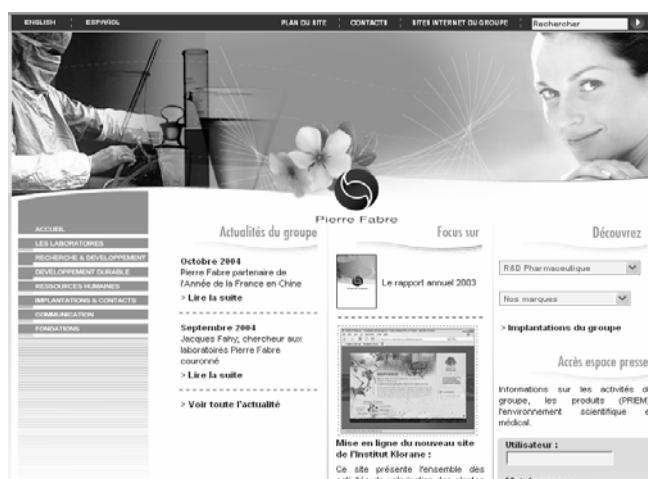 ENGLISH
ESPAÑOL
PLAN DU SITE
CONTACTS
SITES INTERNET DU GROUPE
Rechercher
Pierre Fabre
ACCUEIL
LES LABORATOIRES
RECHERCHE & DEVELOPPEMENT
DEVELOPPEMENT DURABLE
RESSOURCES HUMAINES
IMPLANTATIONS & CONTACTS
COMMUNICATION
FONDATIONS
Actualités du groupe
Octobre 2004
Pierre Fabre partenaire de
l'Année de la France en Chine
> Lire la suite
Septembre 2004
Jacques Fahy, chercheur aux
laboratoires Pierre Fabre
couronné
> Lire la suite
> Voir toute l'actualité
Focus sur
Le rapport annuel 2003
Mise en ligne du nouveau site
de l'Institut Klorane :
Ce site présente l'ensemble des
Découvrez
R&D Pharmaceutique
Nos marques
> Implantations du groupe
Accès espace presse
Informations sur les activités d
groupe, les produits (PRIEM)
l'environnement scientifique e
médical.
Utilisateur :